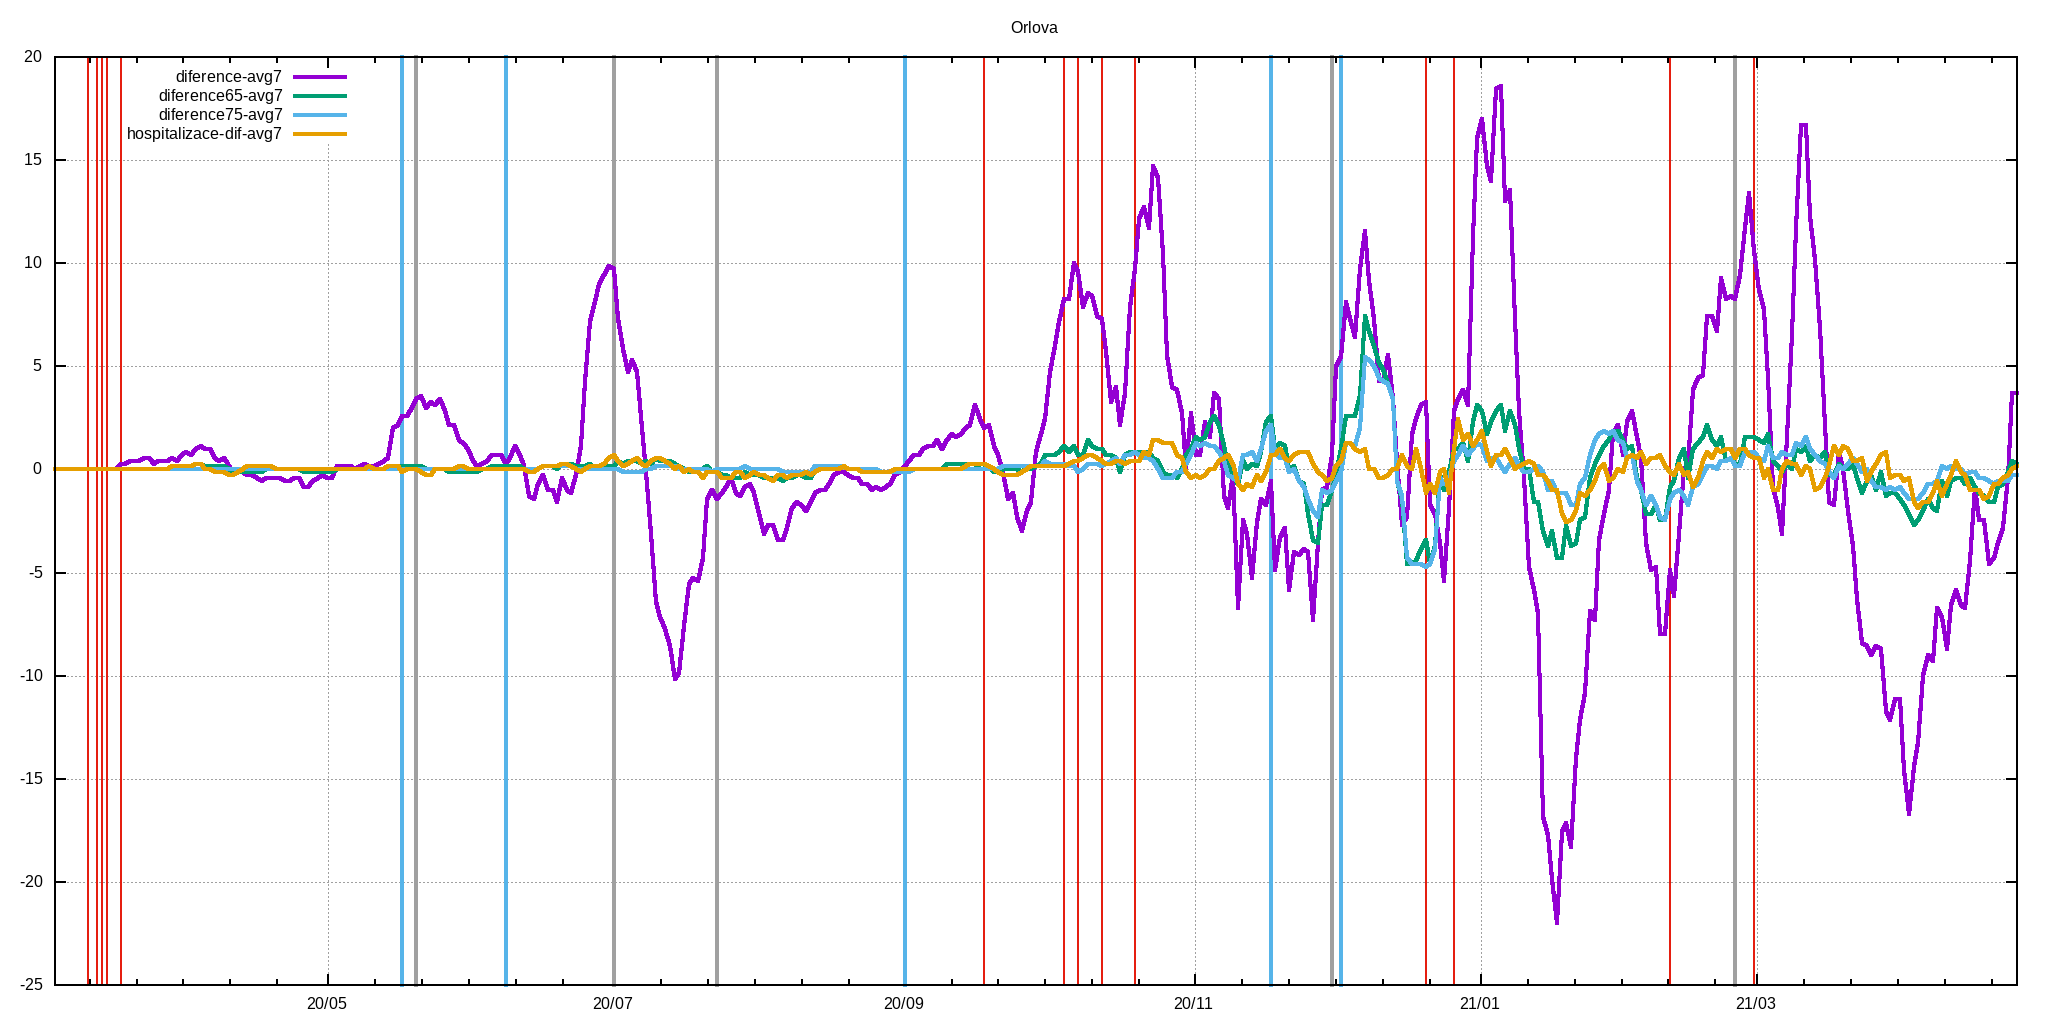 Orlova
diference-avg7
diference65-avg7
diference75-avg7
hospitalizace-dif-avg7
20
15
10
5
0
-5
-10
-15
-20
-25
20/05 20/07 20/09 20/11 21/01 21/03